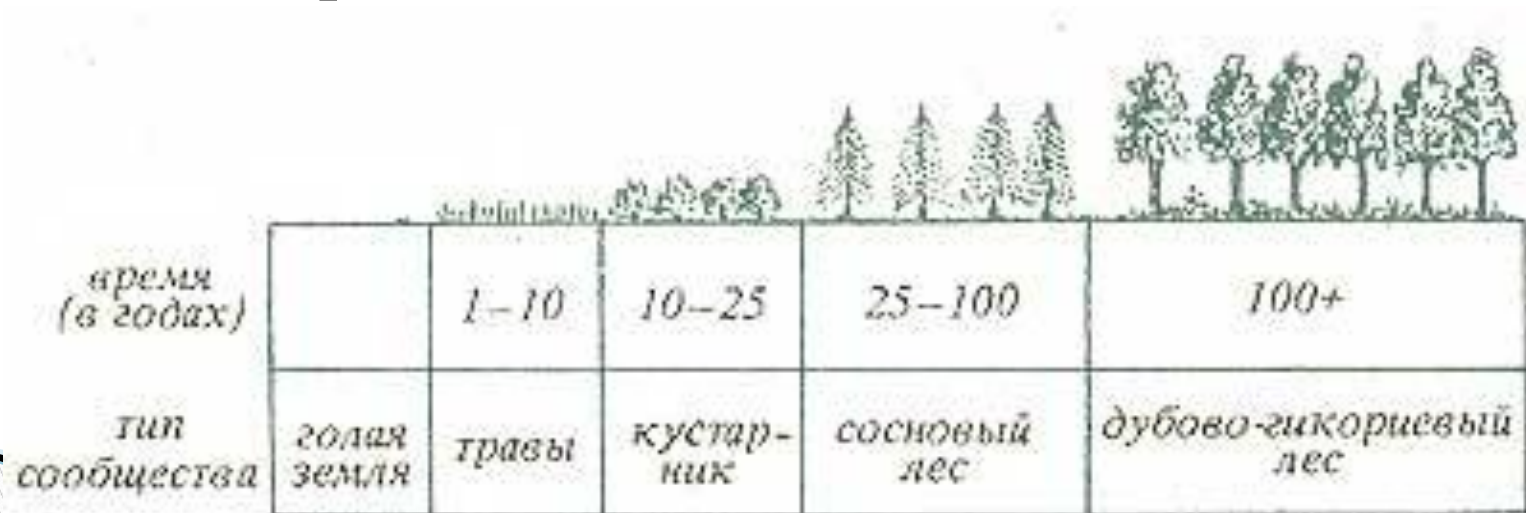 время
(в годах)
1–10
10–25
25–100
100+
тип
сообщества
голая
земля
травы
кустар-
ник
сосновый
лес
дубово-гикориевый
лес